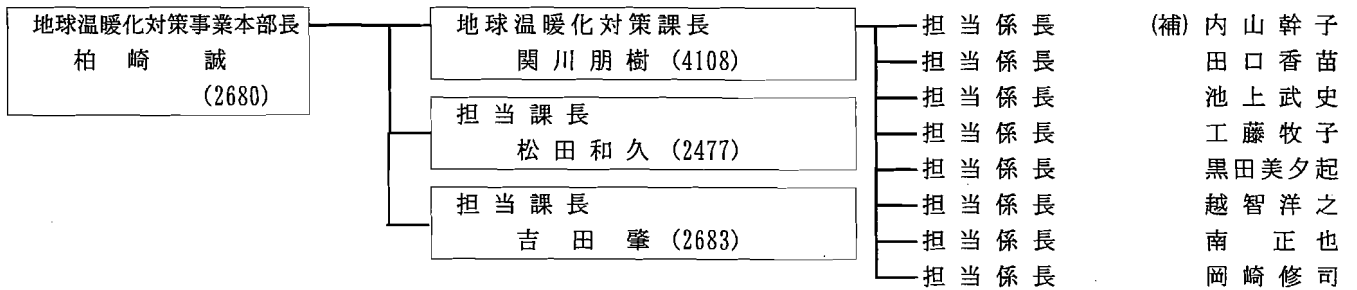 地球温暖化対策事業本部長
柏崎 誠
(2680)
地球温暖化対策課長
関川朋樹 (4108)
担当課長
松田和久 (2477)
担当課長
吉田 肇 (2683)
担当係長 (補) 内山幹子
担当係長 田口香苗
担当係長 池上武史
担当係長 工藤牧子
担当係長 黒田美夕起
担当係長 越智洋之
担当係長 南 正也
担当係長 岡崎修司